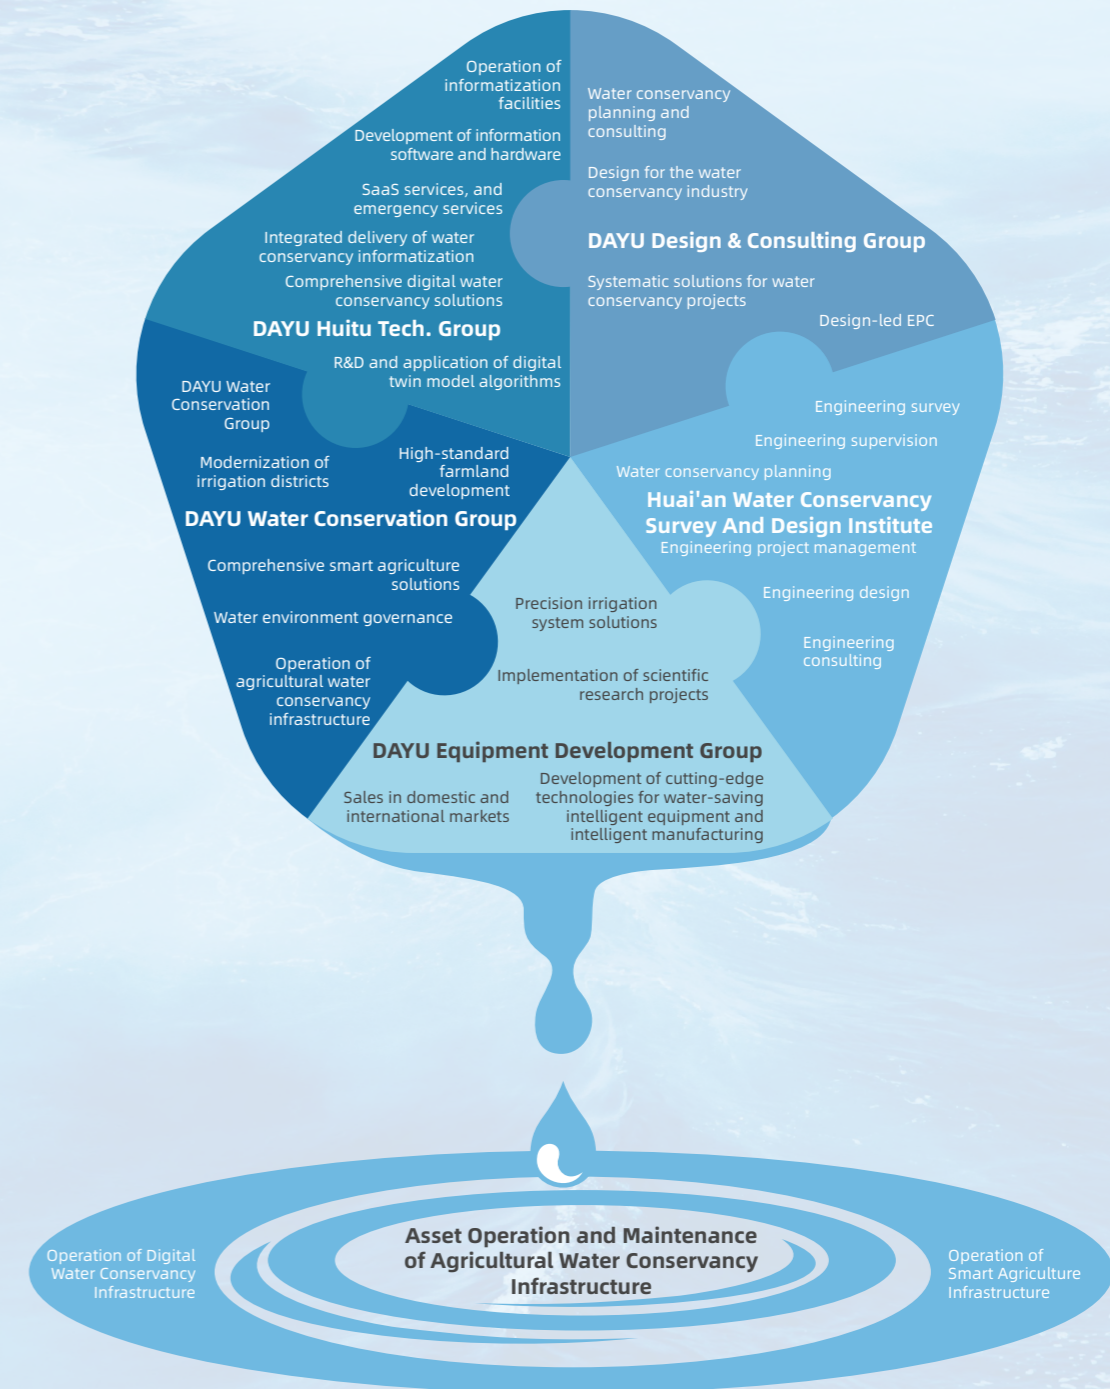 Operation of
informatization
facilities
Development of information
software and hardware
SaaS services, and
emergency services
Integrated delivery of water
conservancy informatization
Comprehensive digital water
conservancy solutions
DAYU Huitu Tech. Group
R&D and application of digital
twin model algorithms
Water conservancy
planning and
consulting
Design for the water
conservancy industry
DAYU Design & Consulting Group
Systematic solutions for water
conservancy projects
Design-led EPC
DAYU Water
Conservation
Group
Modernization of
irrigation districts
High-standard
farmland
development
DAYU Water Conservation Group
Comprehensive smart agriculture
solutions
Water environment governance
Operation of
agricultural water
conservancy
infrastructure
Engineering survey
Engineering supervision
Water conservancy planning
Huai'an Water Conservancy
Survey And Design Institute
Engineering project management
Engineering design
Engineering
consulting
Precision irrigation
system solutions
Implementation of scientific
research projects
DAYU Equipment Development Group
Sales in domestic and
international markets
Development of cutting-edge
technologies for water-saving
intelligent equipment and
intelligent manufacturing
Asset Operation and Maintenance
of Agricultural Water Conservancy
Infrastructure
Operation of Digital
Water Conservancy
Infrastructure
Operation of
Smart Agriculture
Infrastructure